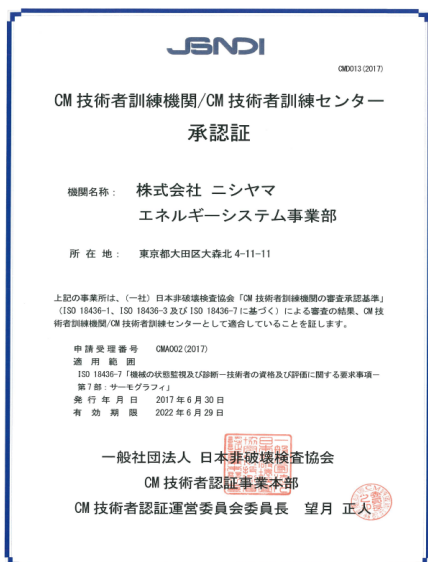 JSNDI
CMD013(2017)
CM技術者訓練機関/CM技術者訓練センター
承認証
機関名称： 株式会社 ニシヤマ
エネルギーシステム事業部
所在地： 東京都大田区大森北 4-11-11
上記の事業所は、（一社）日本非破壊検査協会「CM技術者訓練機関の審査承認基準」
（ISO 18436-1、ISO 18436-3 及び ISO 18436-7 に基づく）による審査の結果、CM技
術者訓練機関/CM技術者訓練センターとして適合していることを証します。
申請受理番号 CMA002(2017)
適用範囲
ISO 18436-7「機械の状態監視及び診断－技術者の資格及び評価に関する要求事項－
第7部：サーモグラフィ」
発行年月日 2017年6月30日
有効期限 2022年6月29日
一般社団法人 日本非破壊検査協会
CM技術者認証事業本部
CM技術者認証運営委員会委員長 望月 正人